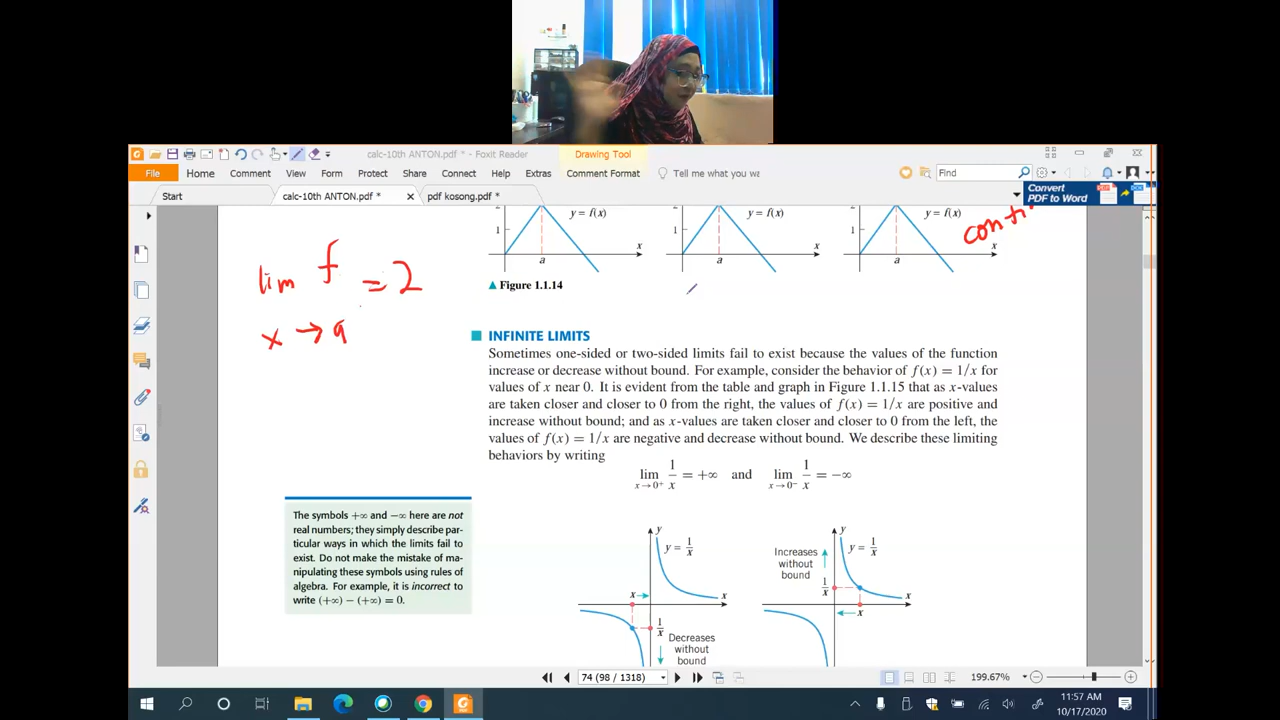 calc-10th ANTON.pdf * - Foxit Reader
Drawing Tool
File
Home
Comment
View
Form
Protect
Share
Connect
Help
Extras
Comment Format
Tell me what you wa
Find
Start
calc-10th ANTON.pdf *
pdf kosong.pdf *
Convert
PDF to Word
lim f = 2
x → a
y = f(x)
1
x
a
y = f(x)
1
x
a
y = f(x)
1
x
a
conti
▲ Figure 1.1.14
INFINITE LIMITS
Sometimes one-sided or two-sided limits fail to exist because the values of the function
increase or decrease without bound. For example, consider the behavior of f(x) = 1/x for
values of x near 0. It is evident from the table and graph in Figure 1.1.15 that as x-values
are taken closer and closer to 0 from the right, the values of f(x) = 1/x are positive and
increase without bound; and as x-values are taken closer and closer to 0 from the left, the
values of f(x) = 1/x are negative and decrease without bound. We describe these limiting
behaviors by writing
lim x→0+ 1/x = +∞ and lim x→0− 1/x = −∞
The symbols +∞ and −∞ here are not
real numbers; they simply describe par-
ticular ways in which the limits fail to
exist. Do not make the mistake of ma-
nipulating these symbols using rules of
algebra. For example, it is incorrect to
write (+∞) − (+∞) = 0.
y
y = 1/x
x
x
1/x
Decreases
without
bound
y
y = 1/x
Increases
without
bound
1/x
x
x
74 (98 / 1318)
199.67%
11:57 AM
10/17/2020